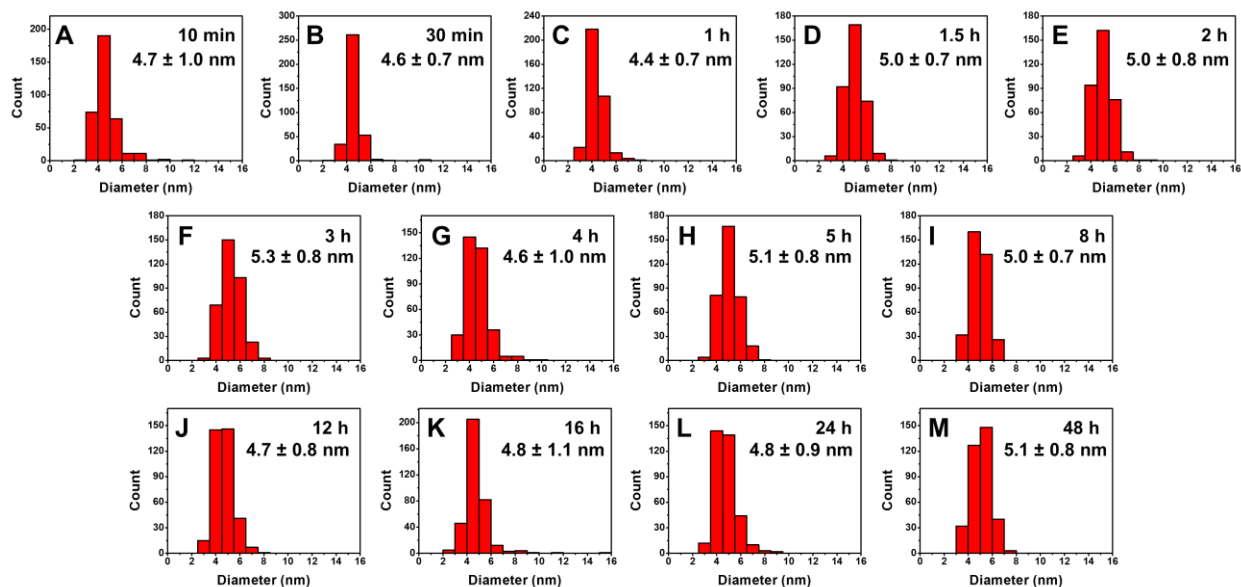 A 10 min
4.7 ± 1.0 nm
200
150
100
50
0
Count
0 2 4 6 8 10 12 14 16
Diameter (nm)
B 30 min
4.6 ± 0.7 nm
300
250
200
150
100
50
0
Count
0 2 4 6 8 10 12 14 16
Diameter (nm)
C 1 h
4.4 ± 0.7 nm
240
200
160
120
80
40
0
Count
0 2 4 6 8 10 12 14 16
Diameter (nm)
D 1.5 h
5.0 ± 0.7 nm
180
150
120
90
60
30
0
Count
0 2 4 6 8 10 12 14 16
Diameter (nm)
E 2 h
5.0 ± 0.8 nm
180
150
120
90
60
30
0
Count
0 2 4 6 8 10 12 14 16
Diameter (nm)
F 3 h
5.3 ± 0.8 nm
180
150
120
90
60
30
0
Count
0 2 4 6 8 10 12 14 16
Diameter (nm)
G 4 h
4.6 ± 1.0 nm
150
120
90
60
30
0
Count
0 2 4 6 8 10 12 14 16
Diameter (nm)
H 5 h
5.1 ± 0.8 nm
180
150
120
90
60
30
0
Count
0 2 4 6 8 10 12 14 16
Diameter (nm)
I 8 h
5.0 ± 0.7 nm
180
150
120
90
60
30
0
Count
0 2 4 6 8 10 12 14 16
Diameter (nm)
J 12 h
4.7 ± 0.8 nm
150
120
90
60
30
0
Count
0 2 4 6 8 10 12 14 16
Diameter (nm)
K 16 h
4.8 ± 1.1 nm
200
160
120
80
40
0
Count
0 2 4 6 8 10 12 14 16
Diameter (nm)
L 24 h
4.8 ± 0.9 nm
150
120
90
60
30
0
Count
0 2 4 6 8 10 12 14 16
Diameter (nm)
M 48 h
5.1 ± 0.8 nm
150
120
90
60
30
0
Count
0 2 4 6 8 10 12 14 16
Diameter (nm)